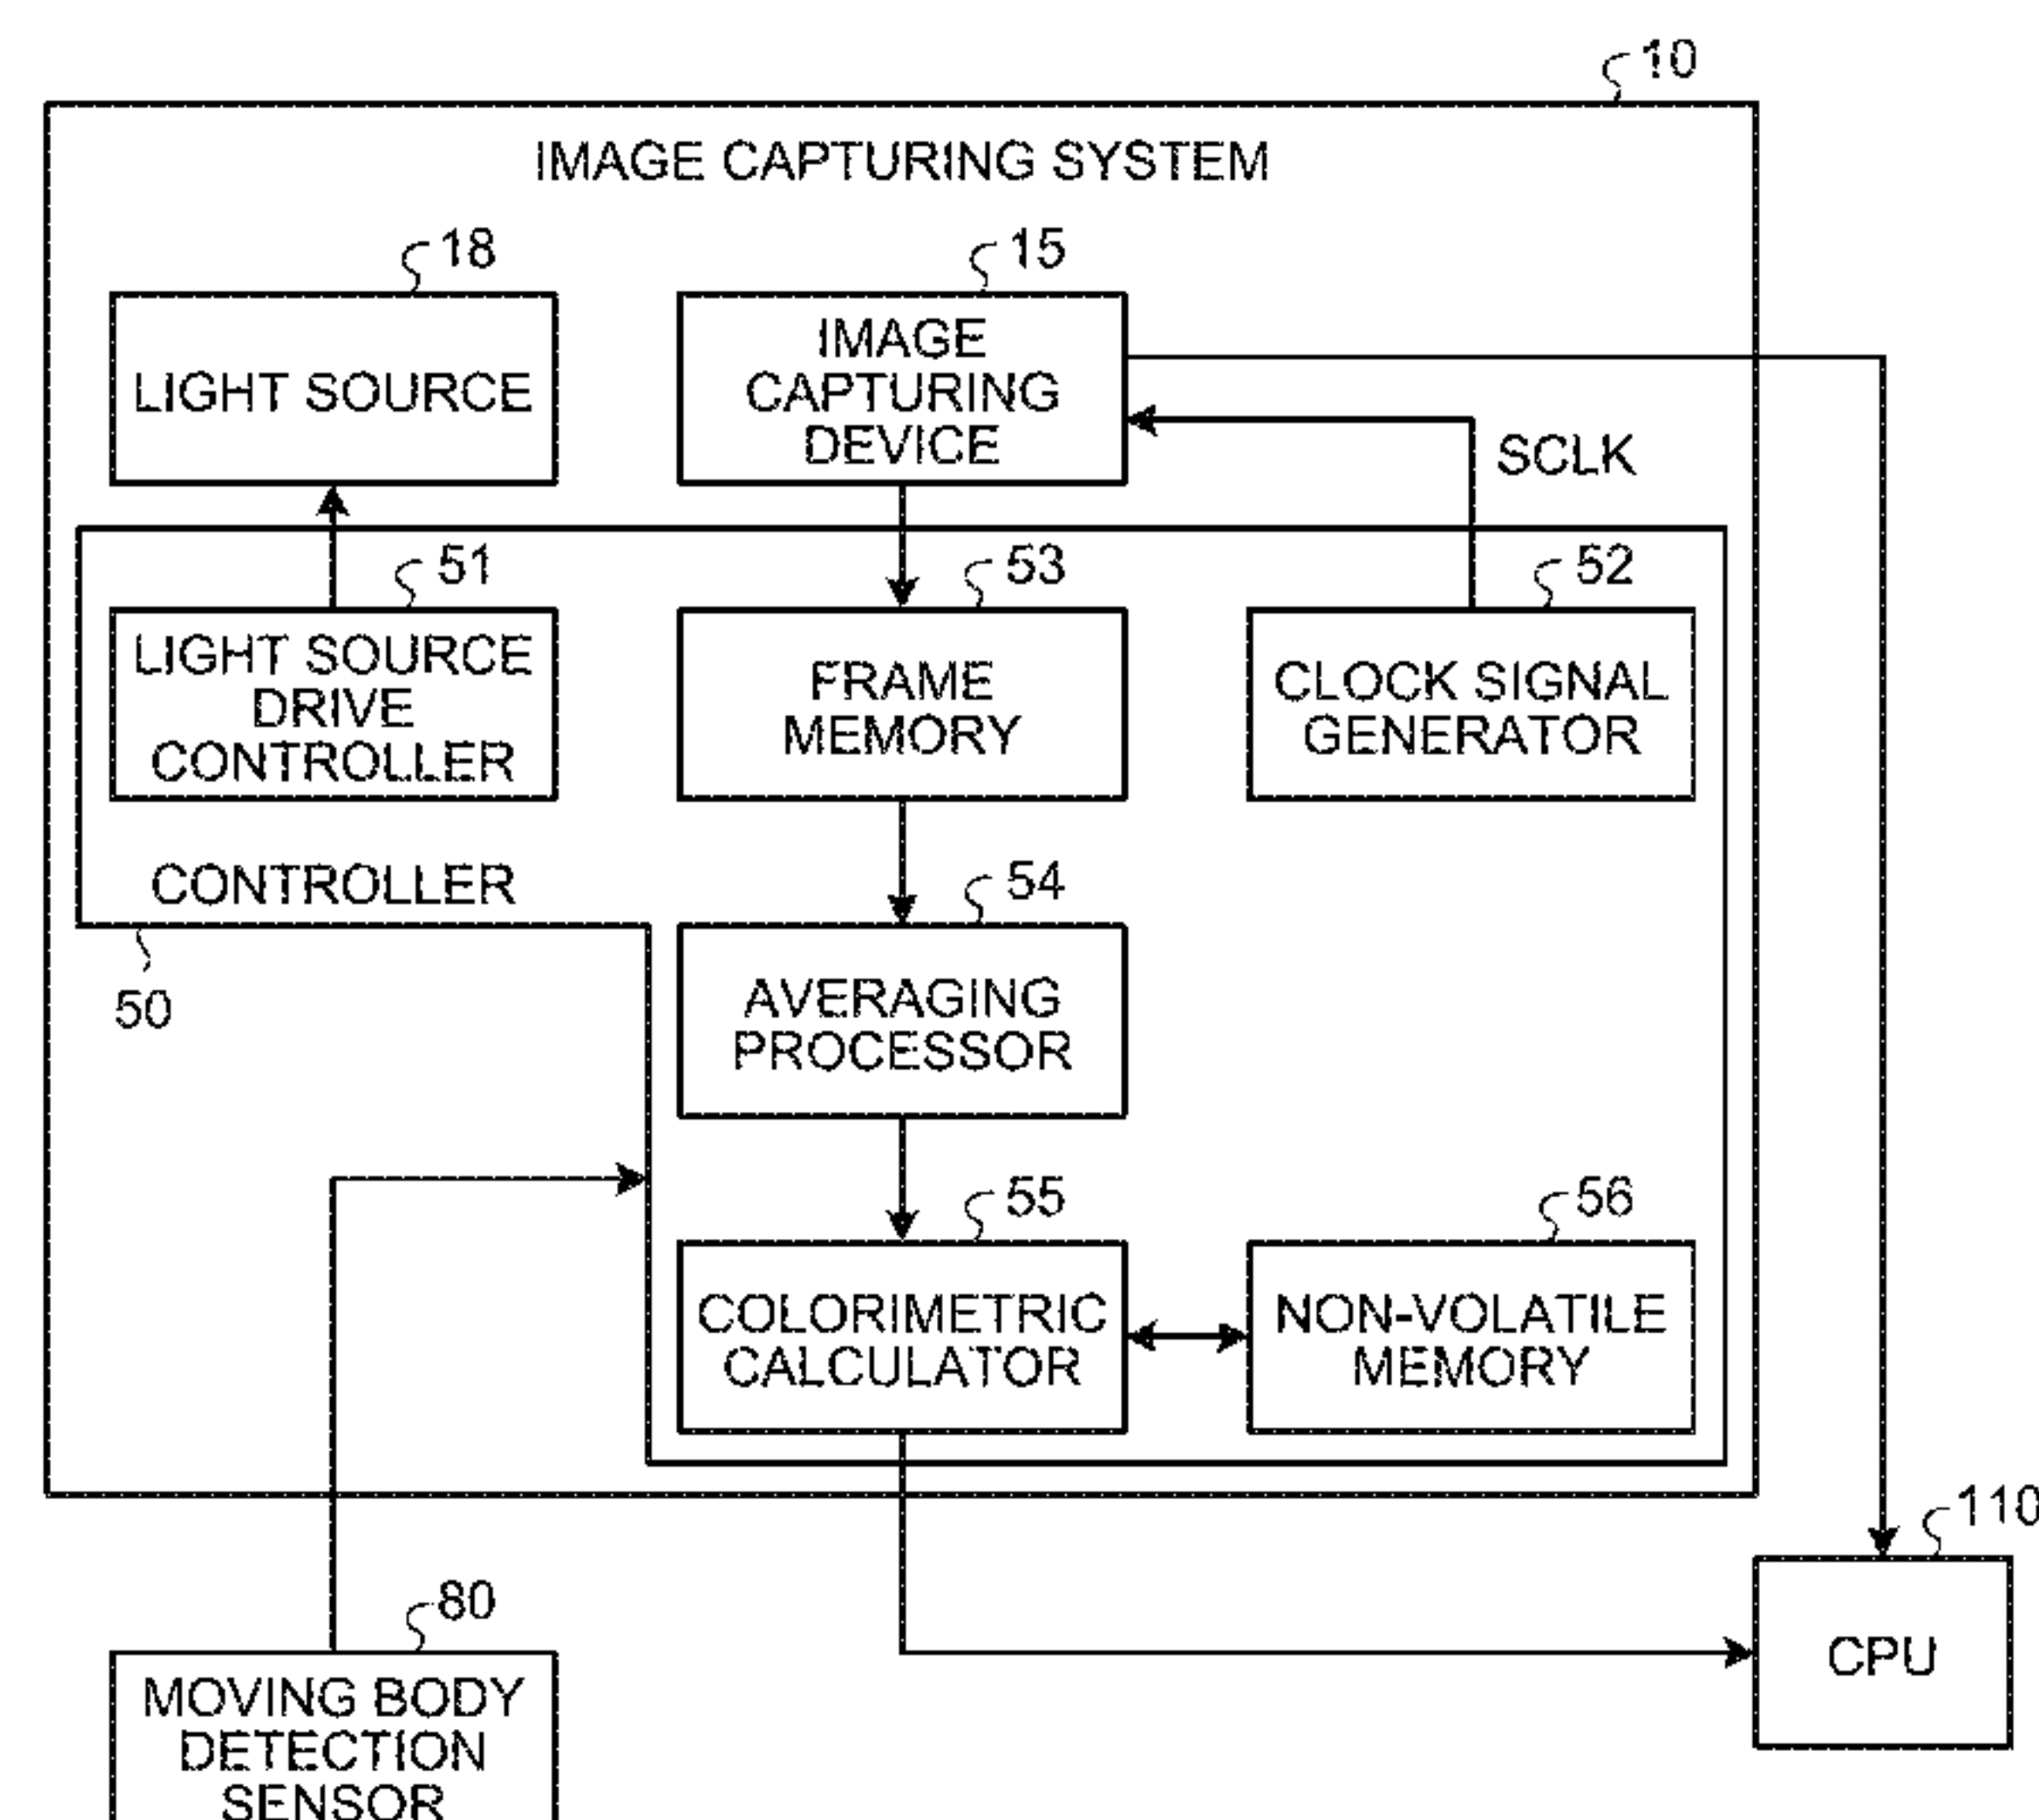 10
IMAGE CAPTURING SYSTEM
18
15
LIGHT SOURCE
IMAGE
CAPTURING
DEVICE
SCLK
51
53
52
LIGHT SOURCE
DRIVE
CONTROLLER
FRAME
MEMORY
CLOCK SIGNAL
GENERATOR
CONTROLLER
54
50
AVERAGING
PROCESSOR
55
56
COLORIMETRIC
CALCULATOR
NON-VOLATILE
MEMORY
110
80
CPU
MOVING BODY
DETECTION
SENSOR